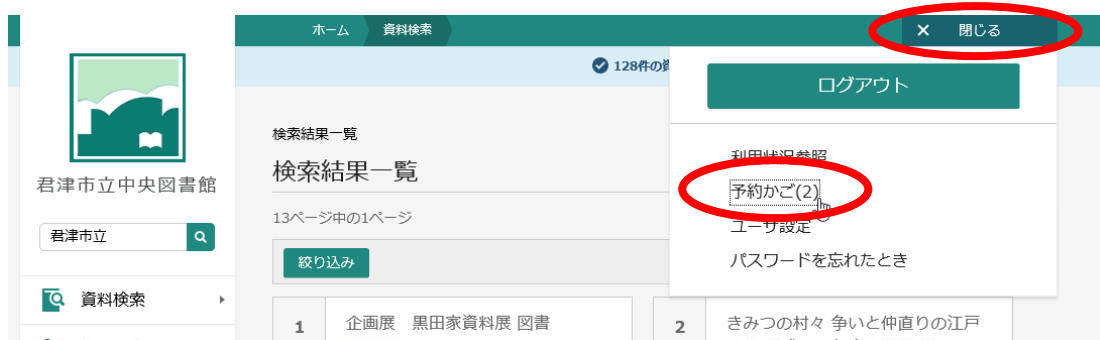 ホーム 資料検索 × 閉じる
128件の
ログアウト
君津市立中央図書館
君津市立
資料検索
検索結果一覧
検索結果一覧
13ページ中の1ページ
絞り込み
利用状況参照
予約かご(2)
ユーザ設定
パスワードを忘れたとき
1 企画展 黒田家資料展 図書
2 きみつの村々 争いと仲直りの江戸